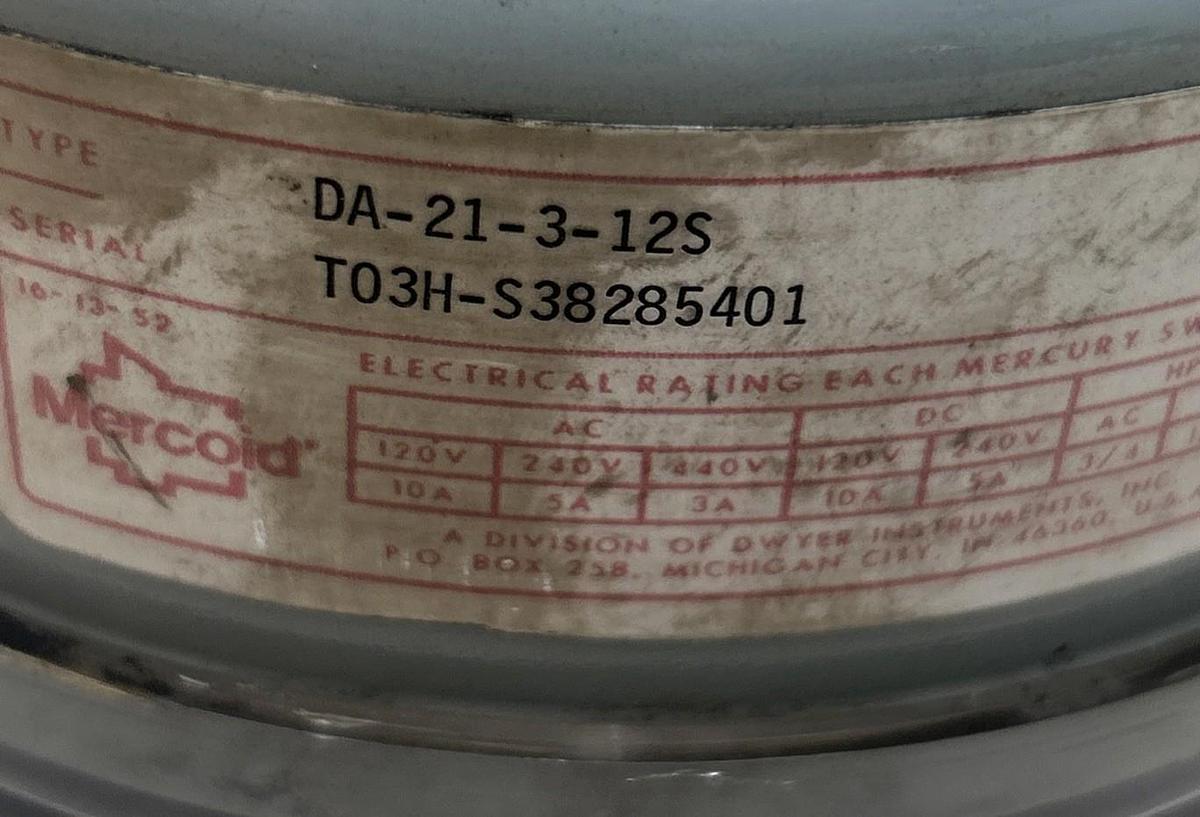 TYPE DA-21-3-12S
SERIAL T03H-S38285401
16-13-52
Mercoid®
ELECTRICAL RATING EACH MERCURY SW
AC DC HP
120V 240V 440V 120V 240V AC
10A 5A 3A 10A 5A 3/4
A DIVISION OF DWYER INSTRUMENTS, INC.
P.O. BOX 258, MICHIGAN CITY, IN 46360, U.S.